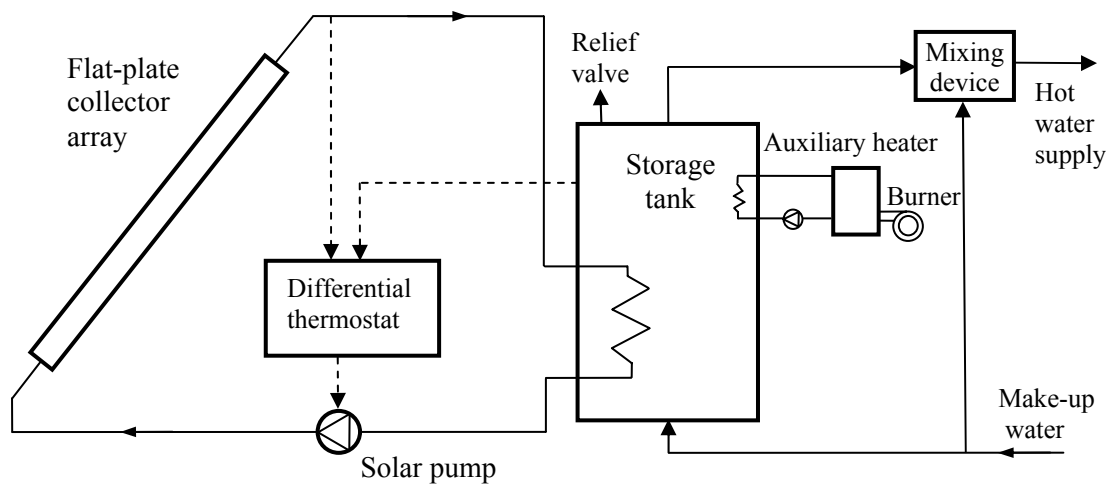 Flat-plate
collector
array
Relief
valve
Mixing
device
Hot
water
supply
Storage
tank
Auxiliary heater
Burner
Differential
thermostat
Solar pump
Make-up
water